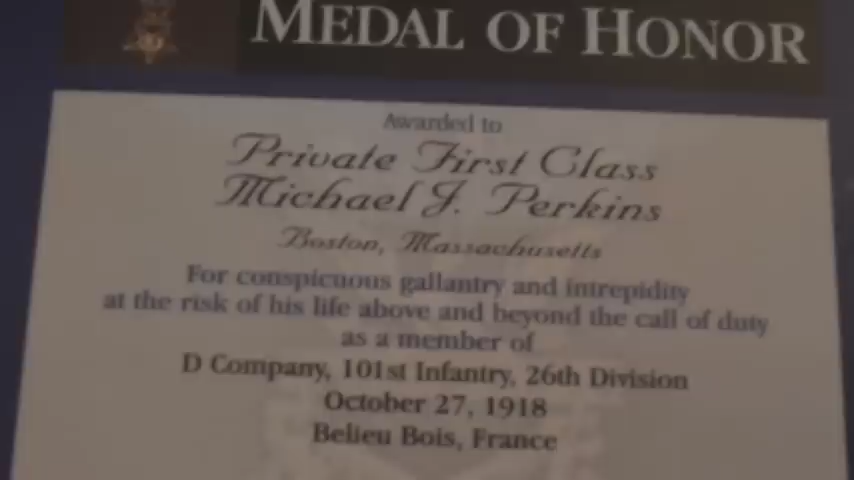 MEDAL OF HONOR
Awarded to
Private First Class
Michael J. Perkins
Boston, Massachusetts
For conspicuous gallantry and intrepidity
at the risk of his life above and beyond the call of duty
as a member of
D Company, 101st Infantry, 26th Division
October 27, 1918
Belieu Bois, France